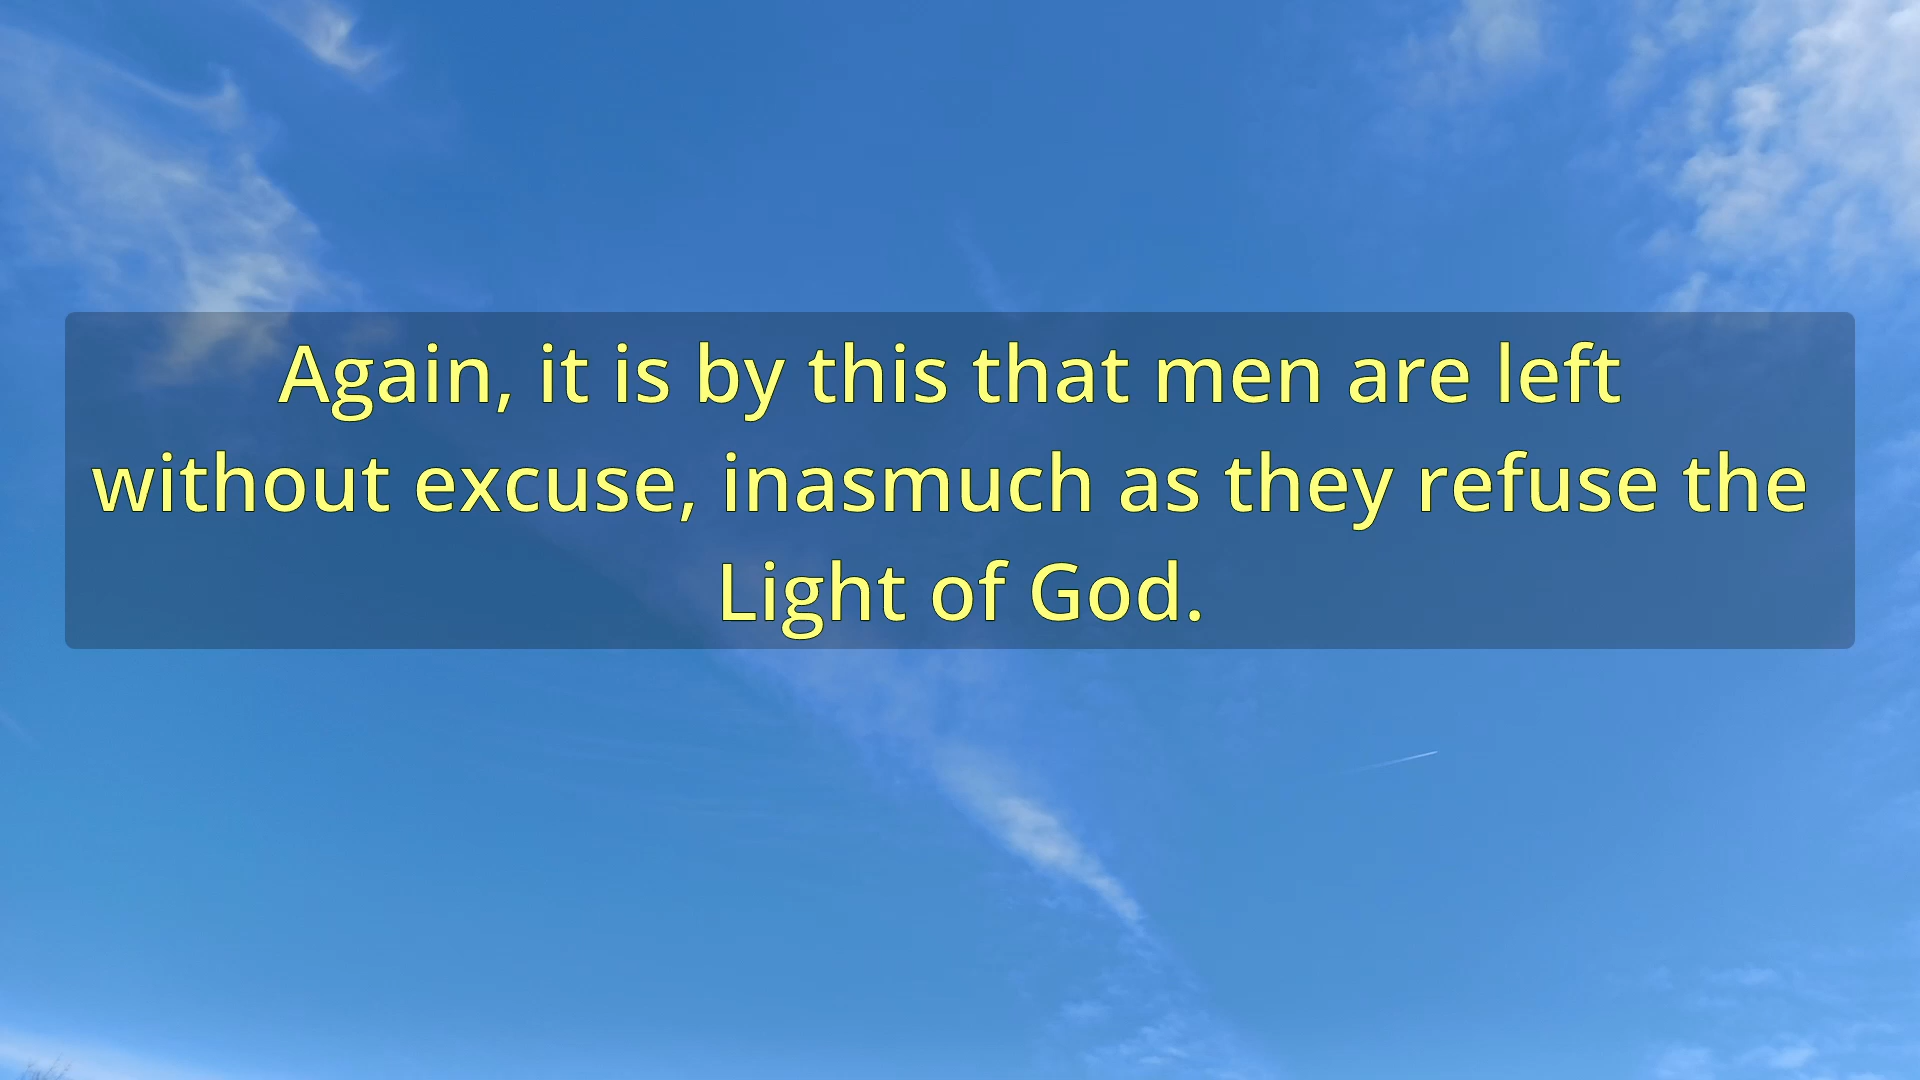 Again, it is by this that men are left
without excuse, inasmuch as they refuse the
Light of God.